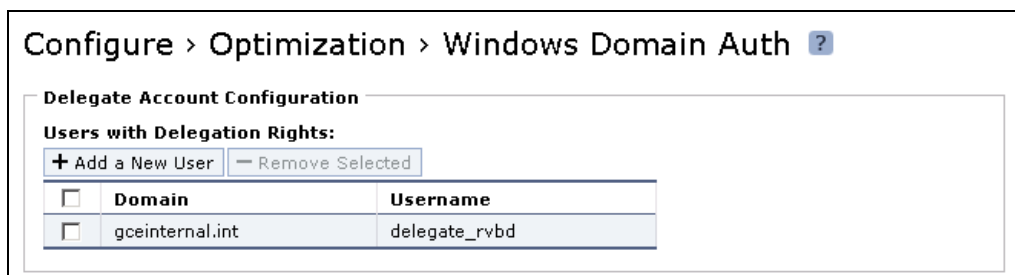 Configure > Optimization > Windows Domain Auth ?
Delegate Account Configuration
Users with Delegation Rights:
+ Add a New User − Remove Selected
Domain Username
gceinternal.int delegate_rvbd